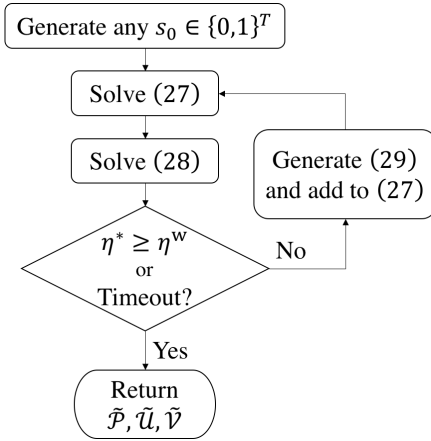 Generate any s₀ ∈ {0,1}ᵀ
Solve (27)
Solve (28)
Generate (29)
and add to (27)
η* ≥ ηʷ
or
Timeout?
No
Yes
Return
𝒫̃, 𝒰̃, 𝒱̃